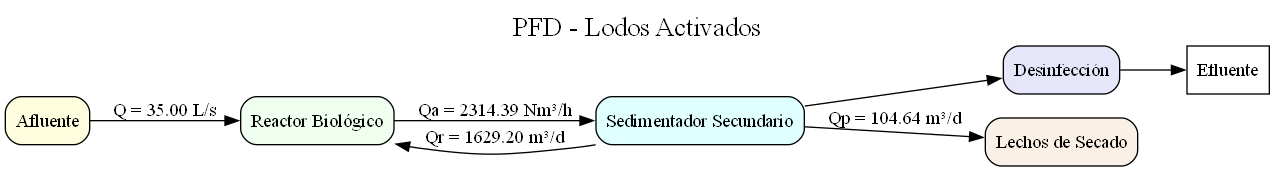 PFD - Lodos Activados
Afluente
Q = 35.00 L/s
Reactor Biológico
Qa = 2314.39 Nm³/h
Qr = 1629.20 m³/d
Sedimentador Secundario
Qp = 104.64 m³/d
Desinfección
Efluente
Lechos de Secado